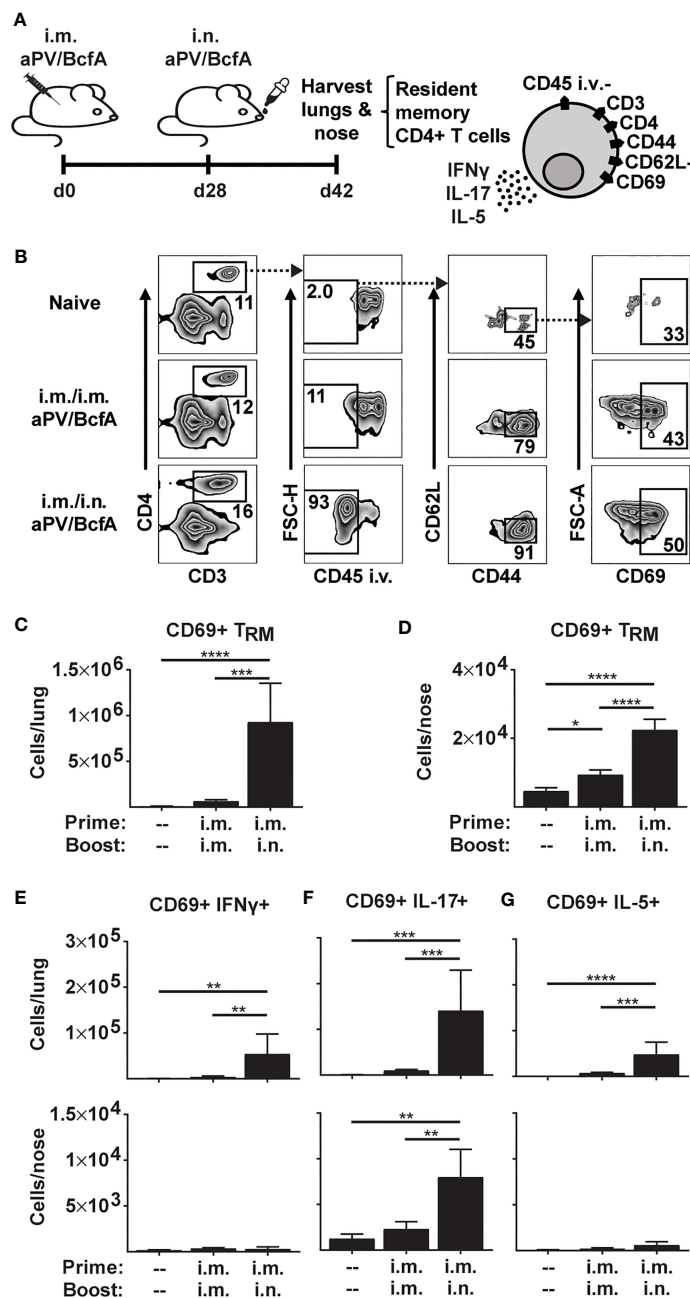 A
i.m.
aPV/BcfA
i.n.
aPV/BcfA
Harvest
lungs &
nose
Resident
memory
CD4+ T cells
CD45 i.v.-
CD3
CD4
CD44
CD62L-
CD69
IFNγ
IL-17
IL-5
d0
d28
d42
B
Naive
11
2.0
45
33
i.m./i.m.
aPV/BcfA
12
11
79
43
i.m./i.n.
aPV/BcfA
16
93
91
50
CD4
FSC-H
CD62L
FSC-A
CD3
CD45 i.v.
CD44
CD69
C
CD69+ TRM
****
***
1.5×10⁶
1×10⁶
5×10⁵
Cells/lung
Prime: -- i.m. i.m.
Boost: -- i.m. i.n.
D
CD69+ TRM
****
****
*
4×10⁴
2×10⁴
Cells/nose
Prime: -- i.m. i.m.
Boost: -- i.m. i.n.
E
CD69+ IFNγ+
3×10⁵
2×10⁵
1×10⁵
Cells/lung
**
**
F
CD69+ IL-17+
***
***
G
CD69+ IL-5+
****
***
1.5×10⁴
1×10⁴
5×10³
Cells/nose
**
**
Prime: -- i.m. i.m. -- i.m. i.m. -- i.m. i.m.
Boost: -- i.m. i.n. -- i.m. i.n. -- i.m. i.n.